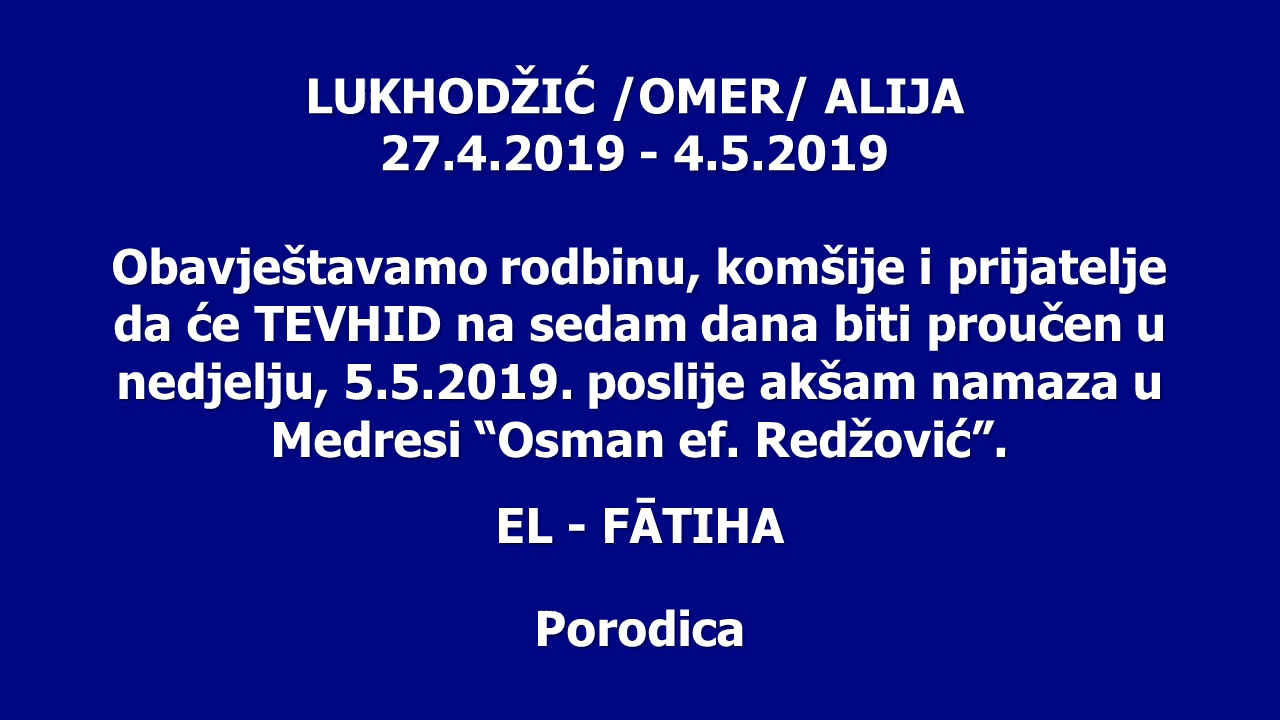 LUKHODŽIĆ /OMER/ ALIJA
27.4.2019 - 4.5.2019
Obavještavamo rodbinu, komšije i prijatelje
da će TEVHID na sedam dana biti proučen u
nedjelju, 5.5.2019. poslije akšam namaza u
Medresi “Osman ef. Redžović”.
EL - FĀTIHA
Porodica